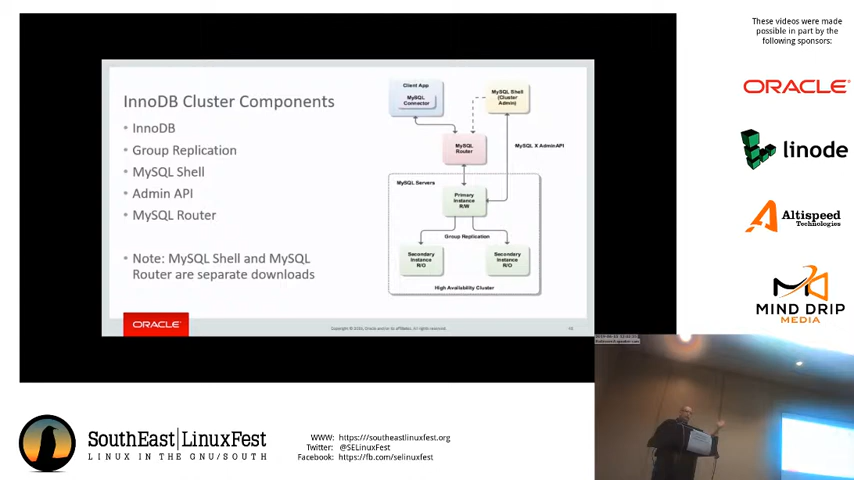 These videos were made
possible in part by the
following sponsors:
ORACLE
linode
Altispeed
Technologies
MIND DRIP
MEDIA
InnoDB Cluster Components
• InnoDB
• Group Replication
• MySQL Shell
• Admin API
• MySQL Router
• Note: MySQL Shell and MySQL
Router are separate downloads
Client App
MySQL
Connector
MySQL Shell
(Cluster
Admin)
MySQL
Router
MySQL X AdminAPI
MySQL Servers
Primary
Instance
R/W
Group Replication
Secondary
Instance
R/O
Secondary
Instance
R/O
High Availability Cluster
ORACLE
SouthEast|LinuxFest
LINUX IN THE GNU/SOUTH
WWW: https://southeastlinuxfest.org
Twitter: @SELinuxFest
Facebook: https://fb.com/selinuxfest